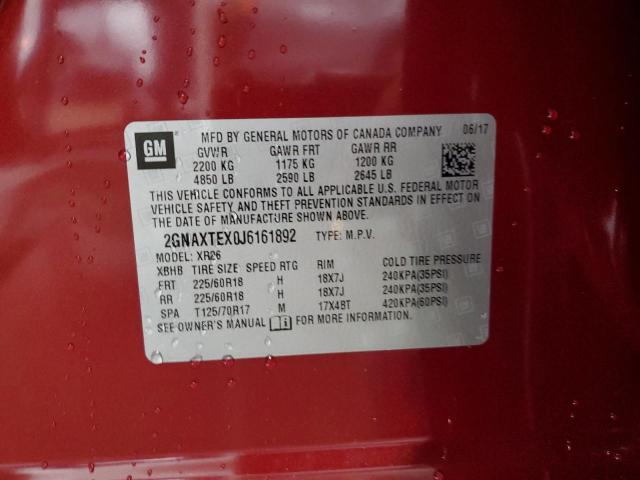 GM MFD BY GENERAL MOTORS OF CANADA COMPANY 06/17
GVWR GAWR FRT GAWR RR
2200 KG 1175 KG 1200 KG
4850 LB 2590 LB 2645 LB
THIS VEHICLE CONFORMS TO ALL APPLICABLE U.S. FEDERAL MOTOR
VEHICLE SAFETY AND THEFT PREVENTION STANDARDS IN EFFECT ON
THE DATE OF MANUFACTURE SHOWN ABOVE.
2GNAXTEX0J6161892 TYPE: M.P.V.
MODEL: XR26
XBHB TIRE SIZE SPEED RTG RIM COLD TIRE PRESSURE
FRT 225/60R18 H 18X7J 240KPA(35PSI)
RR 225/60R18 H 18X7J 240KPA(35PSI)
SPA T125/70R17 M 17X4BT 420KPA(60PSI)
SEE OWNER'S MANUAL FOR MORE INFORMATION.